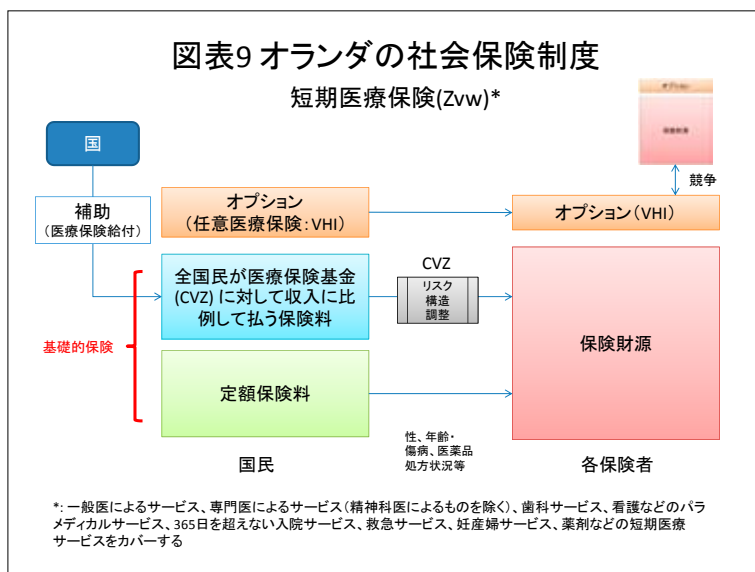 図表9 オランダの社会保険制度
短期医療保険(Zvw)*
国
補助
(医療保険給付)
オプション
(任意医療保険:VHI)
オプション
競争
オプション(VHI)
全国民が医療保険基金
(CVZ) に対して収入に比
例して払う保険料
CVZ
リスク
構造
調整
保険財源
基礎的保険
定額保険料
性、年齢・
傷病、医薬品
処方状況等
国民
各保険者
*: 一般医によるサービス、専門医によるサービス(精神科医によるものを除く)、歯科サービス、看護などのパラ
メディカルサービス、365日を超えない入院サービス、救急サービス、妊産婦サービス、薬剤などの短期医療
サービスをカバーする